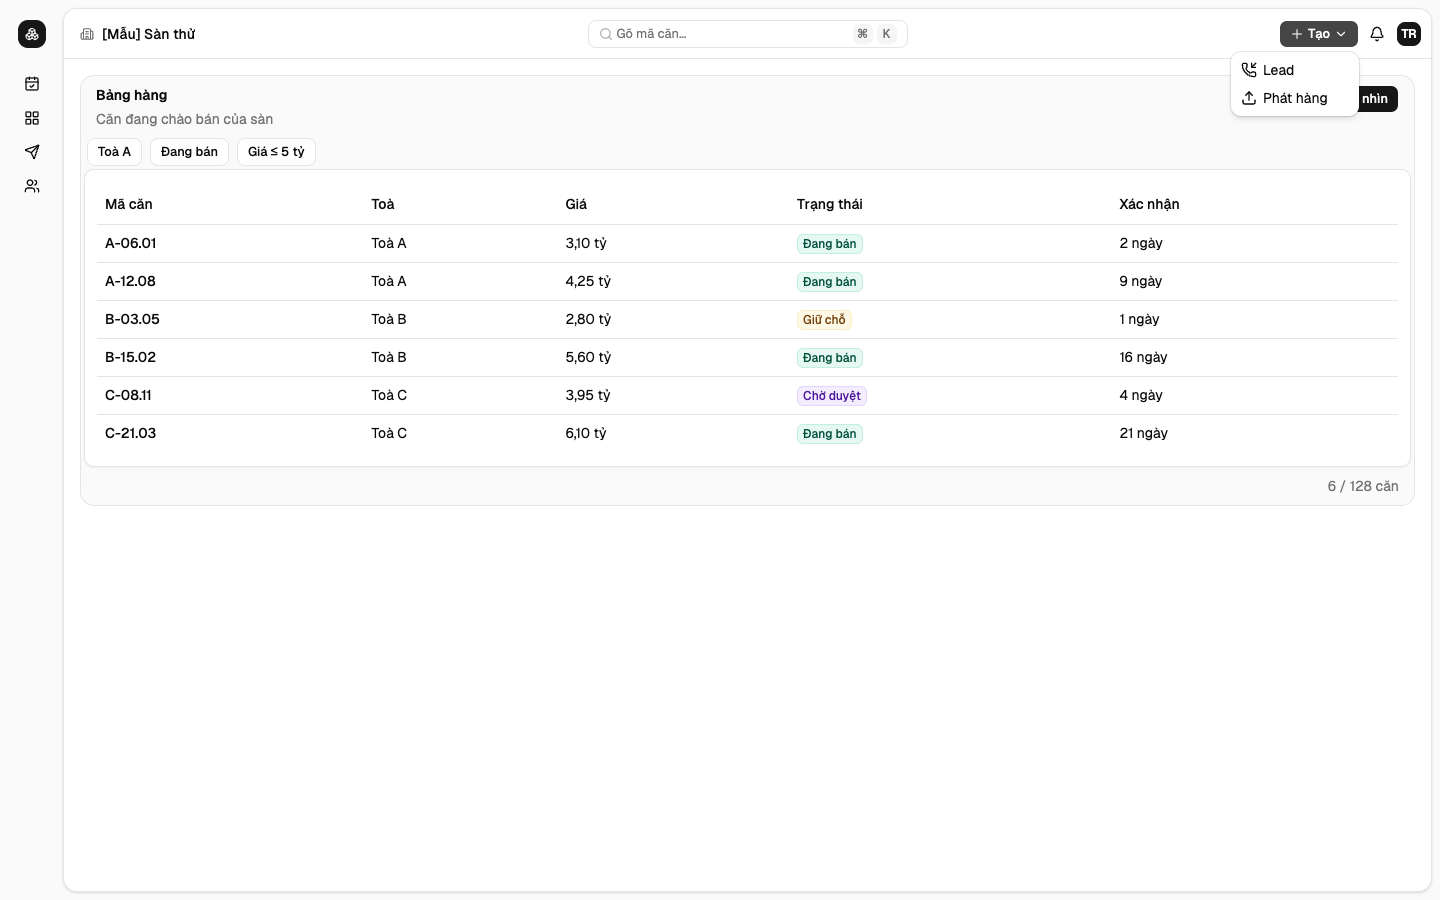 [Mẫu] Sàn thử
Gõ mã căn...
⌘ K
Tạo
TR
Lead
Phát hàng
Bảng hàng
nhìn
Căn đang chào bán của sàn
Toà A
Đang bán
Giá ≤ 5 tỷ
Mã căn Toà Giá Trạng thái Xác nhận
A-06.01 Toà A 3,10 tỷ Đang bán 2 ngày
A-12.08 Toà A 4,25 tỷ Đang bán 9 ngày
B-03.05 Toà B 2,80 tỷ Giữ chỗ 1 ngày
B-15.02 Toà B 5,60 tỷ Đang bán 16 ngày
C-08.11 Toà C 3,95 tỷ Chờ duyệt 4 ngày
C-21.03 Toà C 6,10 tỷ Đang bán 21 ngày
6 / 128 căn